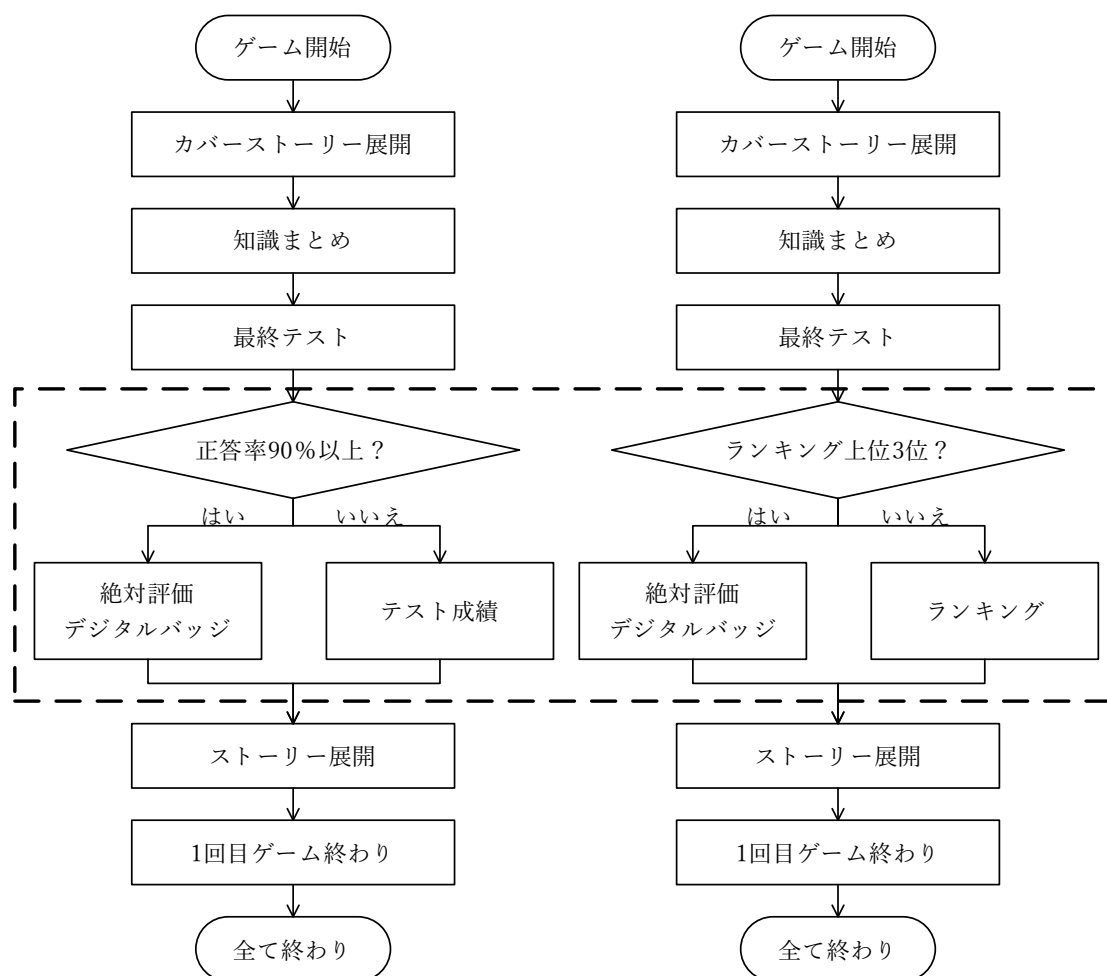 ゲーム開始
カバーストーリー展開
知識まとめ
最終テスト
正答率90%以上？
はい
いいえ
絶対評価
デジタルバッジ
テスト成績
ストーリー展開
1回目ゲーム終わり
全て終わり
ゲーム開始
カバーストーリー展開
知識まとめ
最終テスト
ランキング上位3位？
はい
いいえ
絶対評価
デジタルバッジ
ランキング
ストーリー展開
1回目ゲーム終わり
全て終わり